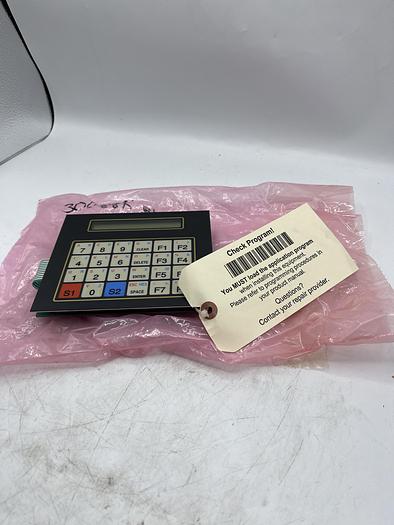 7 8 9 CLEAR F1 F2
4 5 6 DELETE F3
1 2 3 ENTER F5
S1 0 S2 SPACE F7
Check Program!
You MUST load the application program
when installing this equipment.
Please refer to programming procedures in
your product manual.
Questions?
Contact your repair provider.